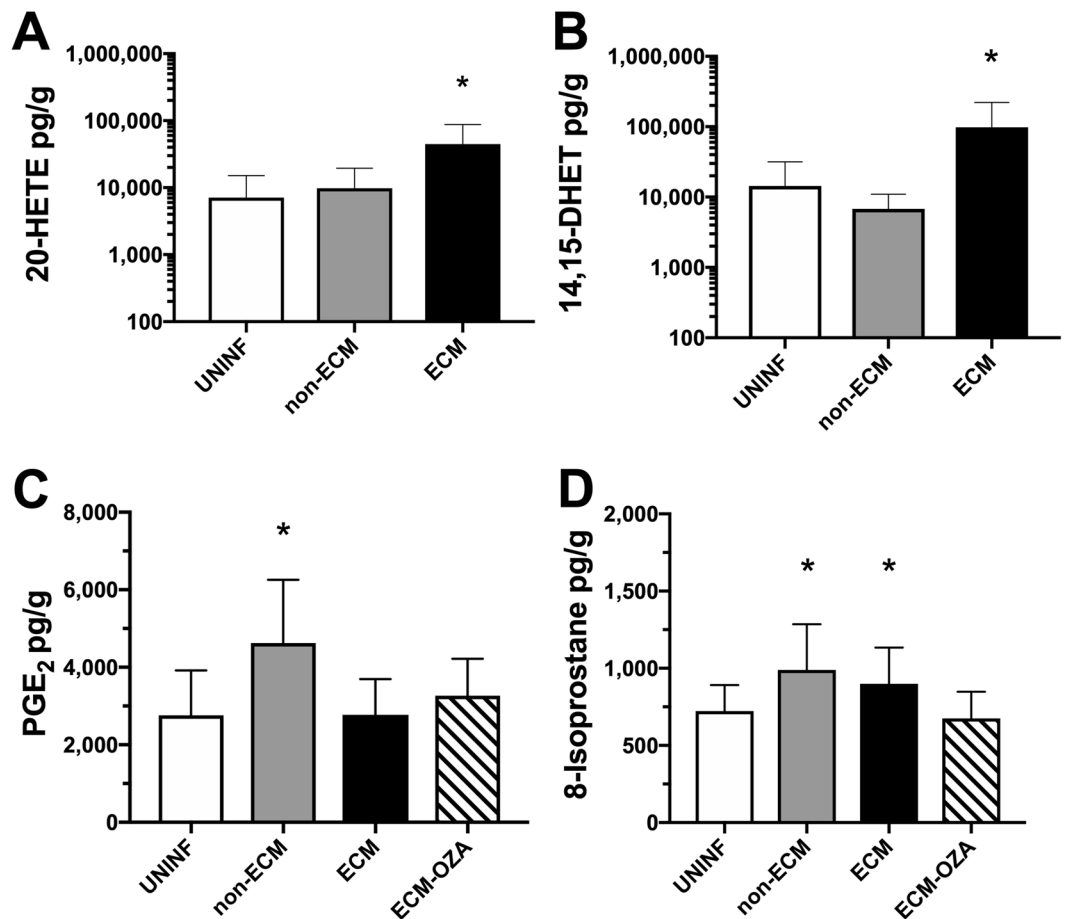 A
20-HETE pg/g
1,000,000
100,000
10,000
1,000
100
*
UNINF
non-ECM
ECM
B
14,15-DHET pg/g
1,000,000
100,000
10,000
1,000
100
*
UNINF
non-ECM
ECM
C
PGE₂ pg/g
8,000
6,000
4,000
2,000
0
*
UNINF
non-ECM
ECM
ECM-OZA
D
8-Isoprostane pg/g
2,000
1,500
1,000
500
0
*
*
UNINF
non-ECM
ECM
ECM-OZA